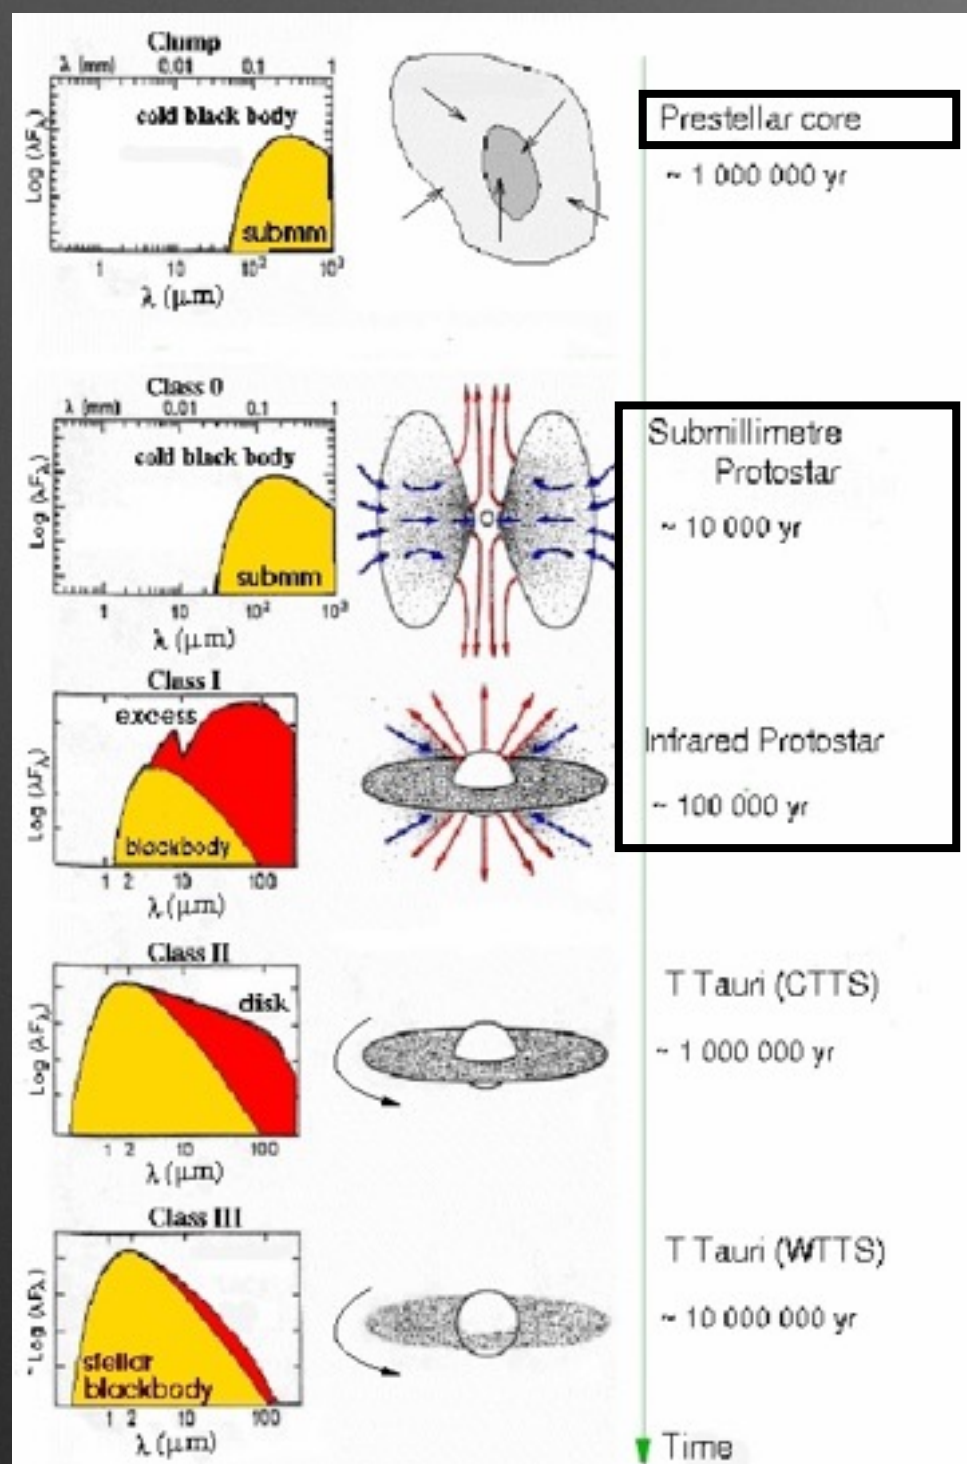 Clump
λ (mm) 0.01 0.1 1
cold black body
submm
Log (λFλ)
1 10 10² 10³
λ (μm)
Prestellar core
~ 1 000 000 yr
Class 0
λ (mm) 0.01 0.1 1
cold black body
submm
Log (λFλ)
1 10 10² 10³
λ (μm)
Submillimetre
Protostar
~ 10 000 yr
Class I
excess
blackbody
Log (λFλ)
1 2 10 100
λ (μm)
Infrared Protostar
~ 100 000 yr
Class II
disk
Log (λFλ)
1 2 10 100
λ (μm)
T Tauri (CTTS)
~ 1 000 000 yr
Class III
stellar
blackbody
Log (λFλ)
1 2 10 100
λ (μm)
T Tauri (WTTS)
~ 10 000 000 yr
Time